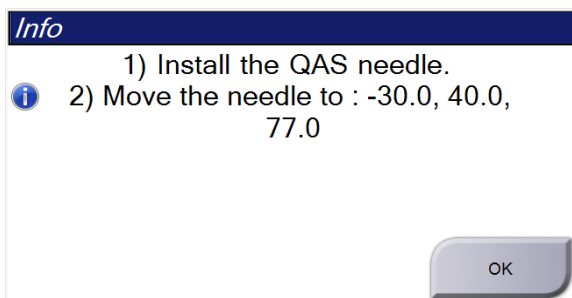 Info
1) Install the QAS needle.
2) Move the needle to : -30.0, 40.0,
77.0
OK